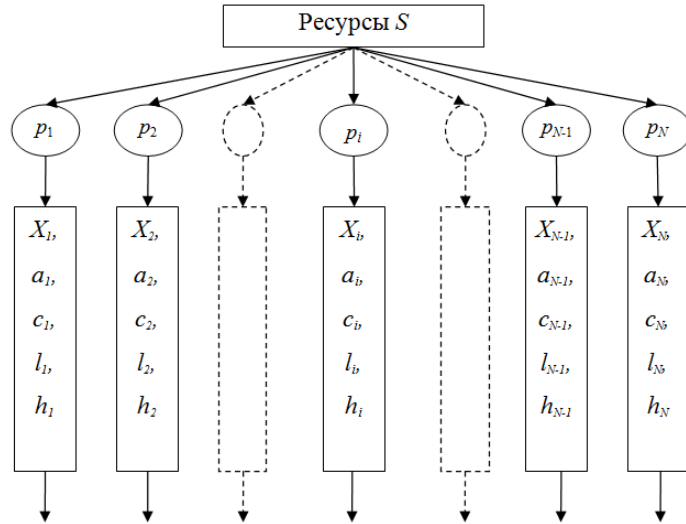 Ресурсы S
p1 p2 pi pN-1 pN
X1, X2, Xi, XN-1, XN,
a1, a2, ai, aN-1, aN,
c1, c2, ci, cN-1, cN,
l1, l2, li, lN-1, lN,
h1 h2 hi hN-1 hN